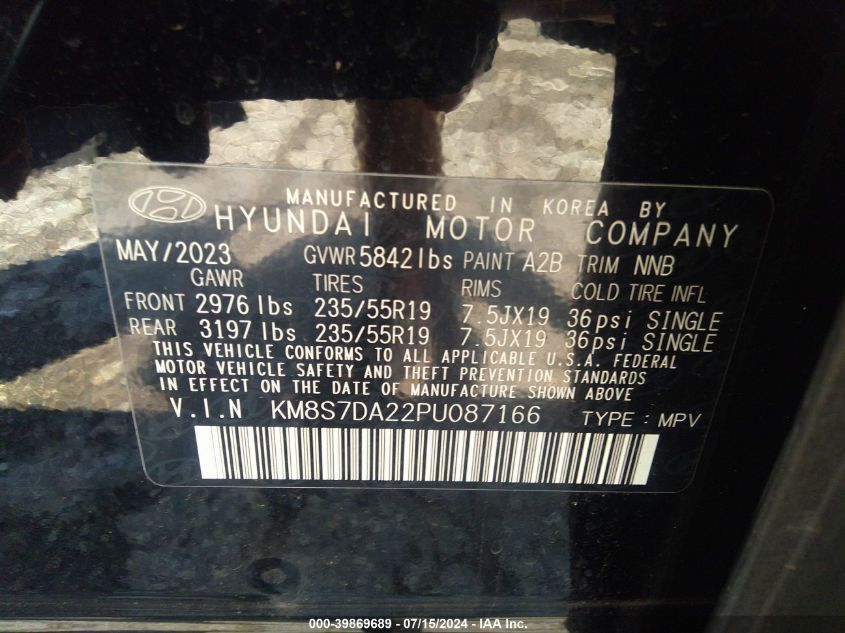 MANUFACTURED IN KOREA BY
HYUNDAI MOTOR COMPANY
MAY/2023 GVWR 5842 lbs PAINT A2B TRIM NNB
GAWR TIRES RIMS COLD TIRE INFL
FRONT 2976 lbs 235/55R19 7.5JX19 36psi SINGLE
REAR 3197 lbs 235/55R19 7.5JX19 36psi SINGLE
THIS VEHICLE CONFORMS TO ALL APPLICABLE U.S.A. FEDERAL
MOTOR VEHICLE SAFETY AND THEFT PREVENTION STANDARDS
IN EFFECT ON THE DATE OF MANUFACTURE SHOWN ABOVE
V.I.N KM8S7DA22PU087166 TYPE : MPV
000-39869689 - 07/15/2024 - IAA Inc.